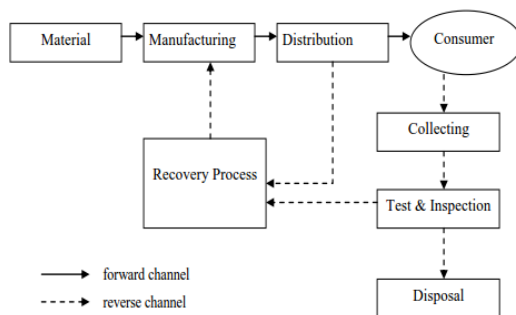 Material
Manufacturing
Distribution
Consumer
Collecting
Recovery Process
Test & Inspection
forward channel
reverse channel
Disposal